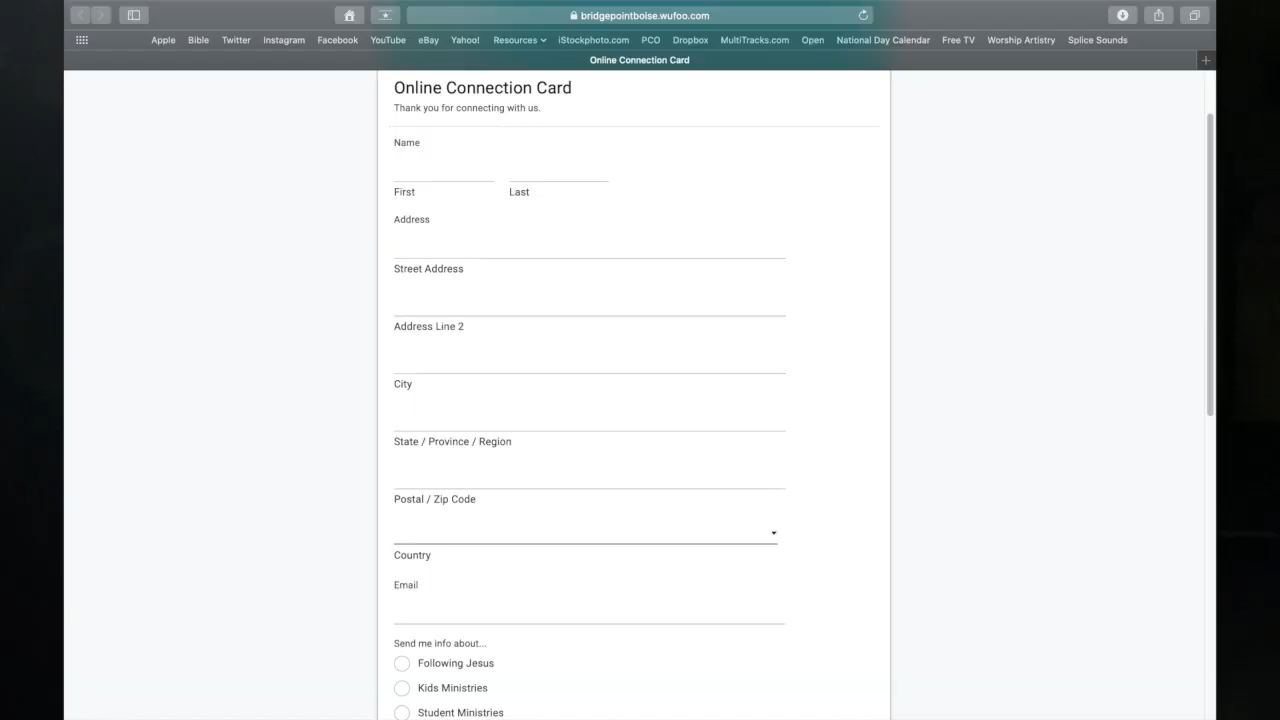 bridgepointboise.wufoo.com
Apple Bible Twitter Instagram Facebook YouTube eBay Yahoo! Resources iStockphoto.com PCO Dropbox MultiTracks.com Open National Day Calendar Free TV Worship Artistry Splice Sounds
Online Connection Card
Online Connection Card
Thank you for connecting with us.
Name
First Last
Address
Street Address
Address Line 2
City
State / Province / Region
Postal / Zip Code
Country
Email
Send me info about...
Following Jesus
Kids Ministries
Student Ministries